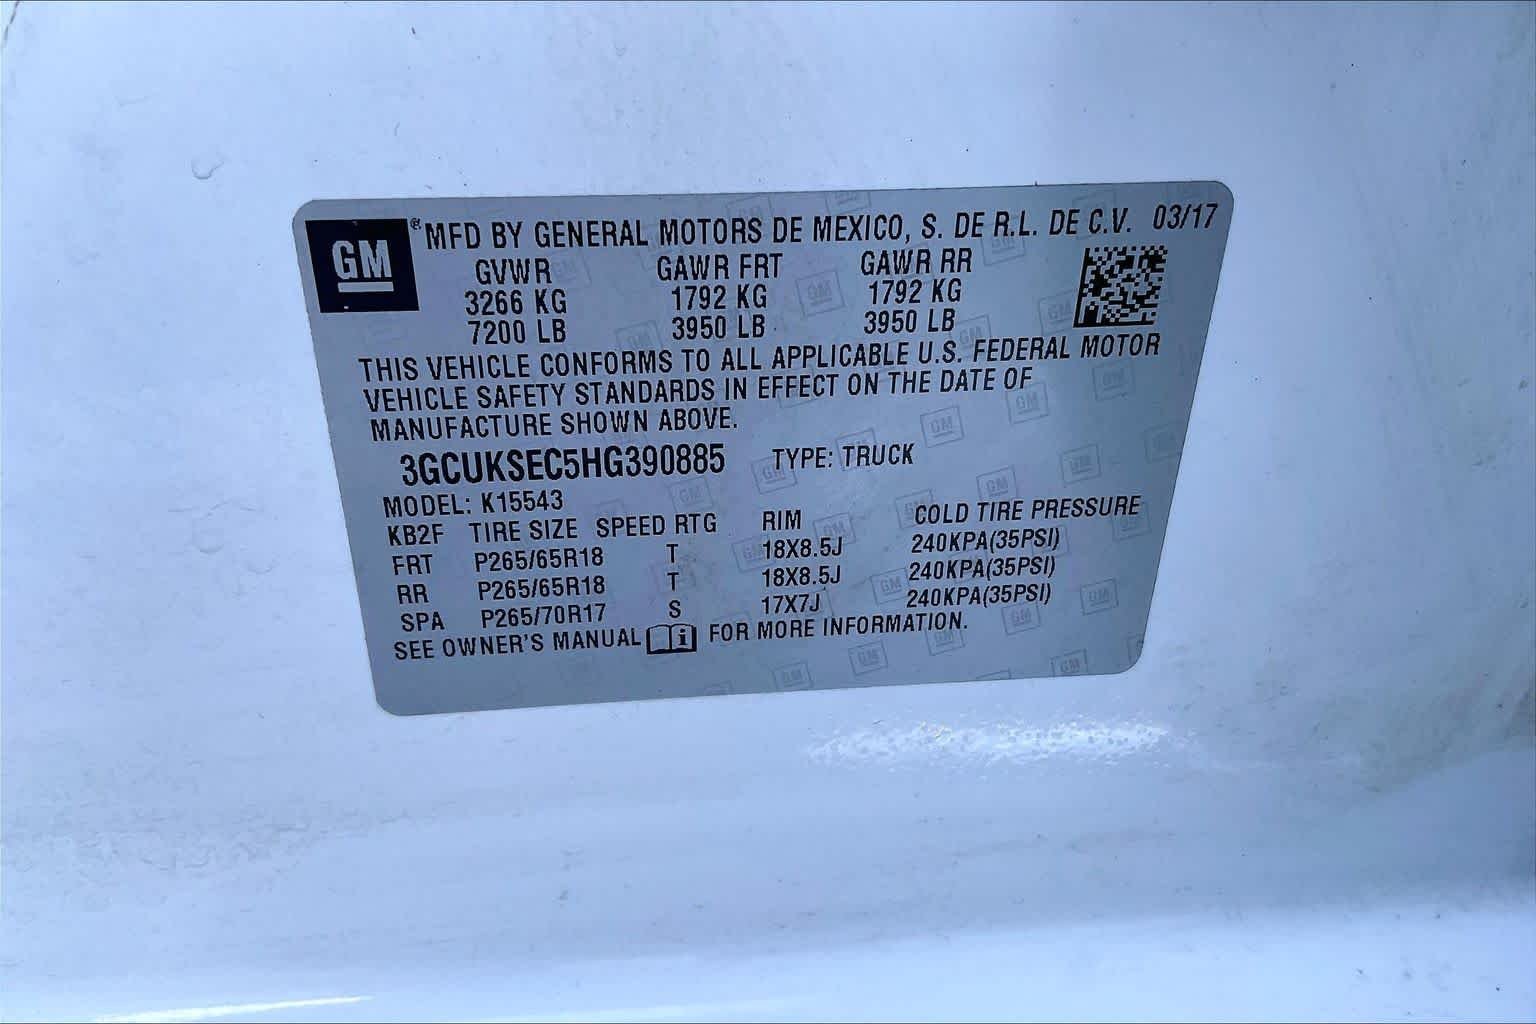 GM ® MFD BY GENERAL MOTORS DE MEXICO, S. DE R.L. DE C.V. 03/17
GVWR GAWR FRT GAWR RR
3266 KG 1792 KG 1792 KG
7200 LB 3950 LB 3950 LB
THIS VEHICLE CONFORMS TO ALL APPLICABLE U.S. FEDERAL MOTOR
VEHICLE SAFETY STANDARDS IN EFFECT ON THE DATE OF
MANUFACTURE SHOWN ABOVE.
3GCUKSEC5HG390885 TYPE: TRUCK
MODEL: K15543
KB2F TIRE SIZE SPEED RTG RIM COLD TIRE PRESSURE
FRT P265/65R18 T 18X8.5J 240KPA(35PSI)
RR P265/65R18 T 18X8.5J 240KPA(35PSI)
SPA P265/70R17 S 17X7J 240KPA(35PSI)
SEE OWNER'S MANUAL i FOR MORE INFORMATION.